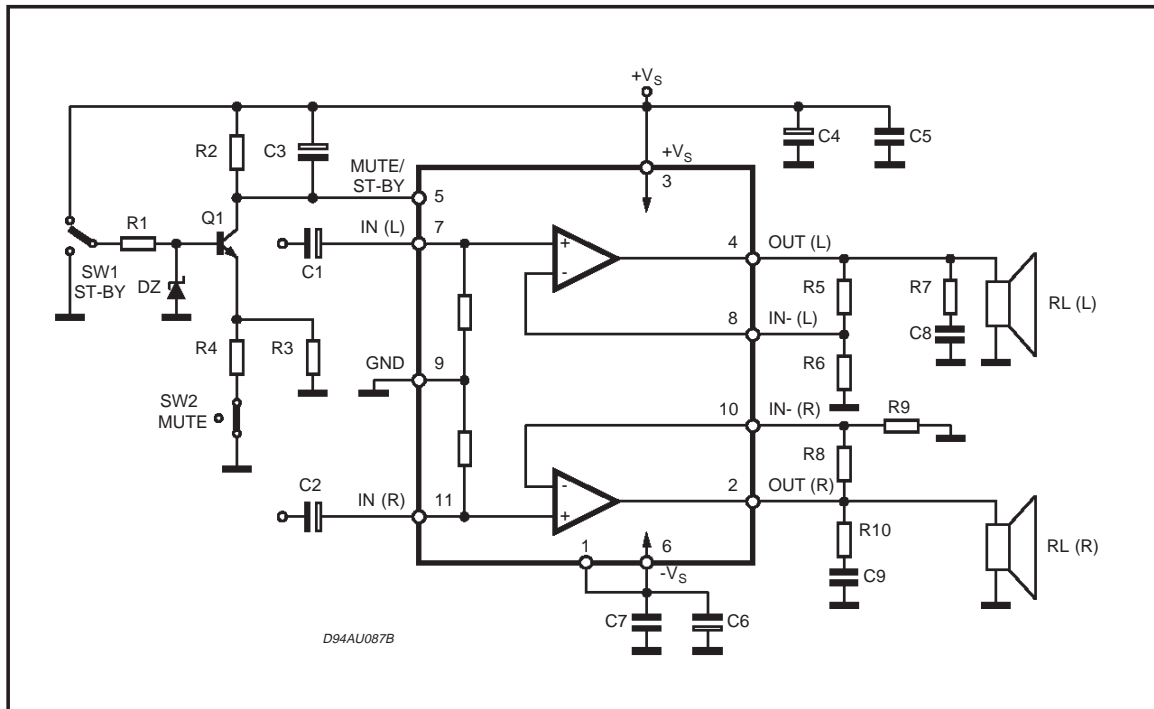 +VS
R2
C3
C4
C5
MUTE/
ST-BY
+VS
3
5
R1
Q1
IN (L)
7
4
OUT (L)
C1
SW1
ST-BY
DZ
R5
R7
RL (L)
8
IN- (L)
C8
R4
R3
GND
9
R6
SW2
MUTE
10
IN- (R)
R9
R8
C2
IN (R)
11
2
OUT (R)
R10
RL (R)
1
6
-VS
C9
C7
C6
D94AU087B
+
-
-
+